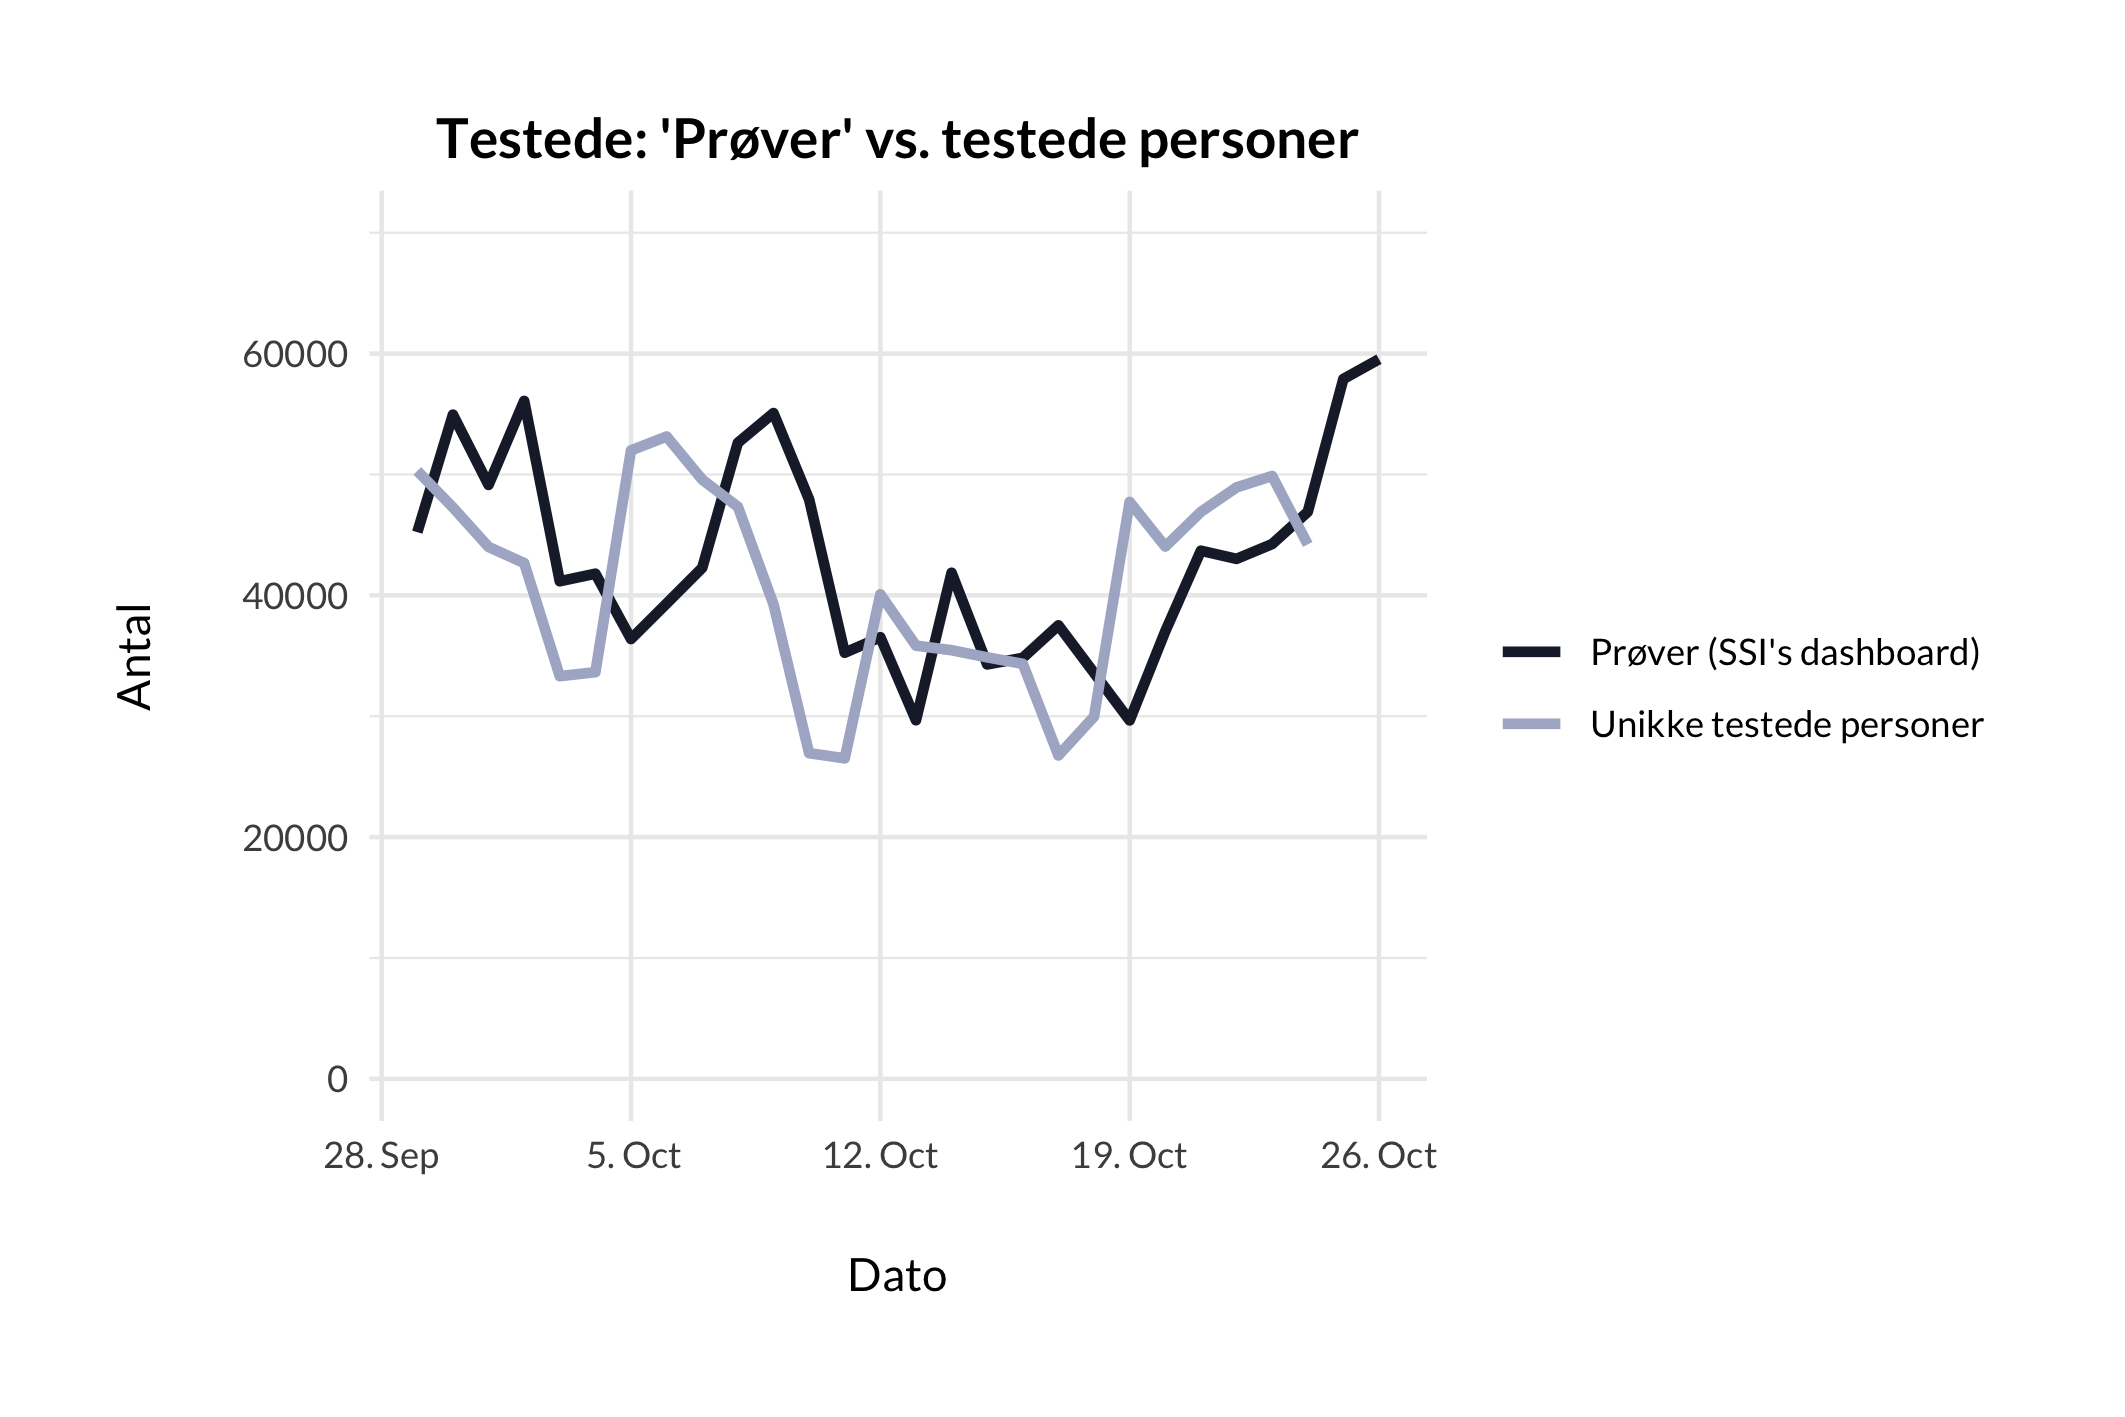 Testede: 'Prøver' vs. testede personer
Antal
60000
40000
20000
0
28. Sep
5. Oct
12. Oct
19. Oct
26. Oct
Dato
Prøver (SSI's dashboard)
Unikke testede personer